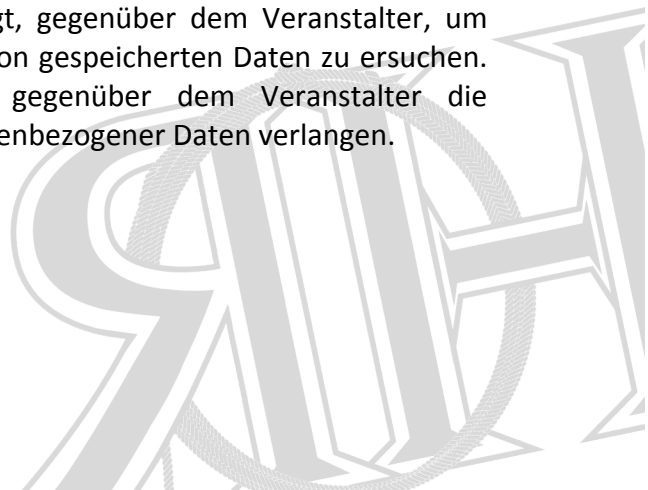 gt, gegenüber dem Veranstalter, um
on gespeicherten Daten zu ersuchen.
gegenüber dem Veranstalter die
enbezogener Daten verlangen.